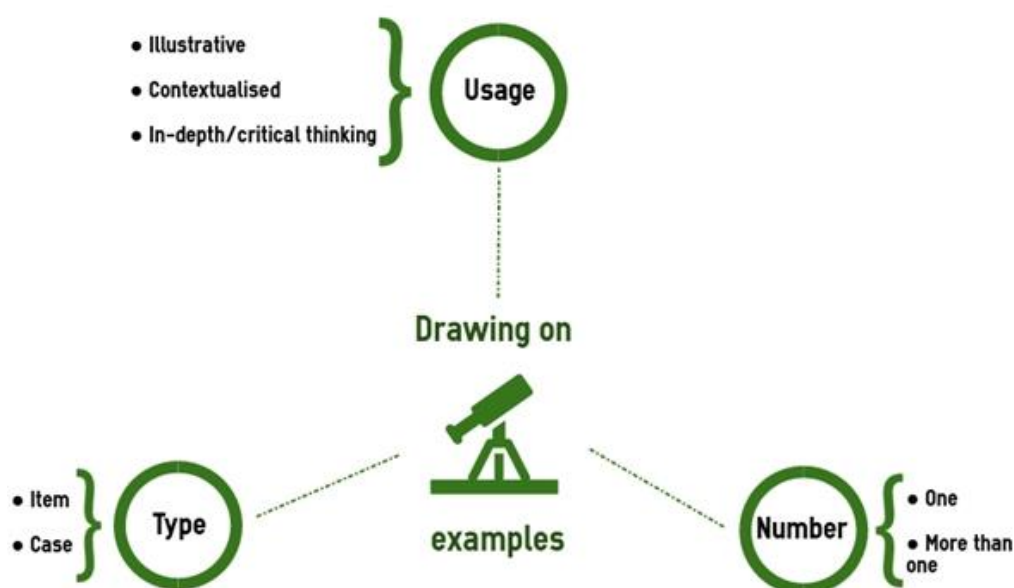 ● Illustrative
● Contextualised
● In-depth/critical thinking
Usage
Drawing on
examples
● Item
● Case
Type
Number
● One
● More than
one